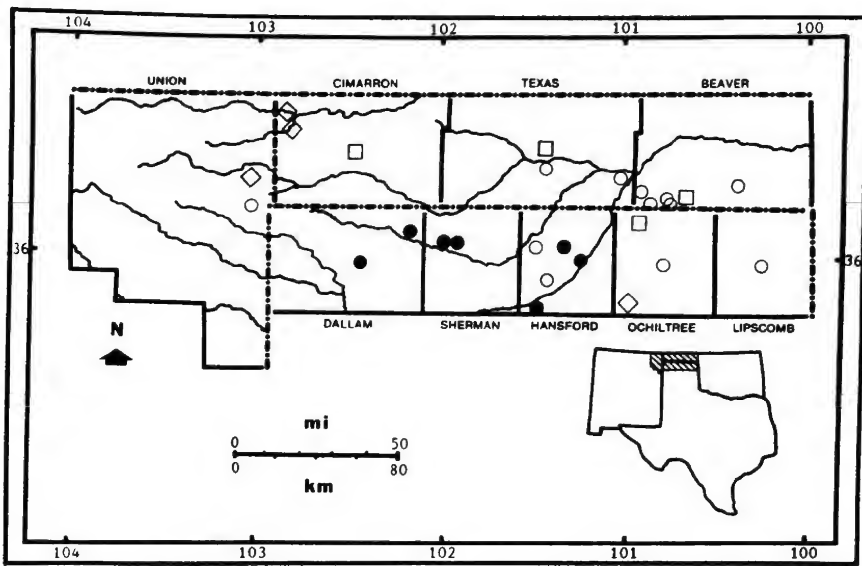 104 103 102 101 100
UNION CIMARRON TEXAS BEAVER
36 36
DALLAM SHERMAN HANSFORD OCHILTREE LIPSCOMB
N
mi
0 50
0 80
km
104 103 102 101 100